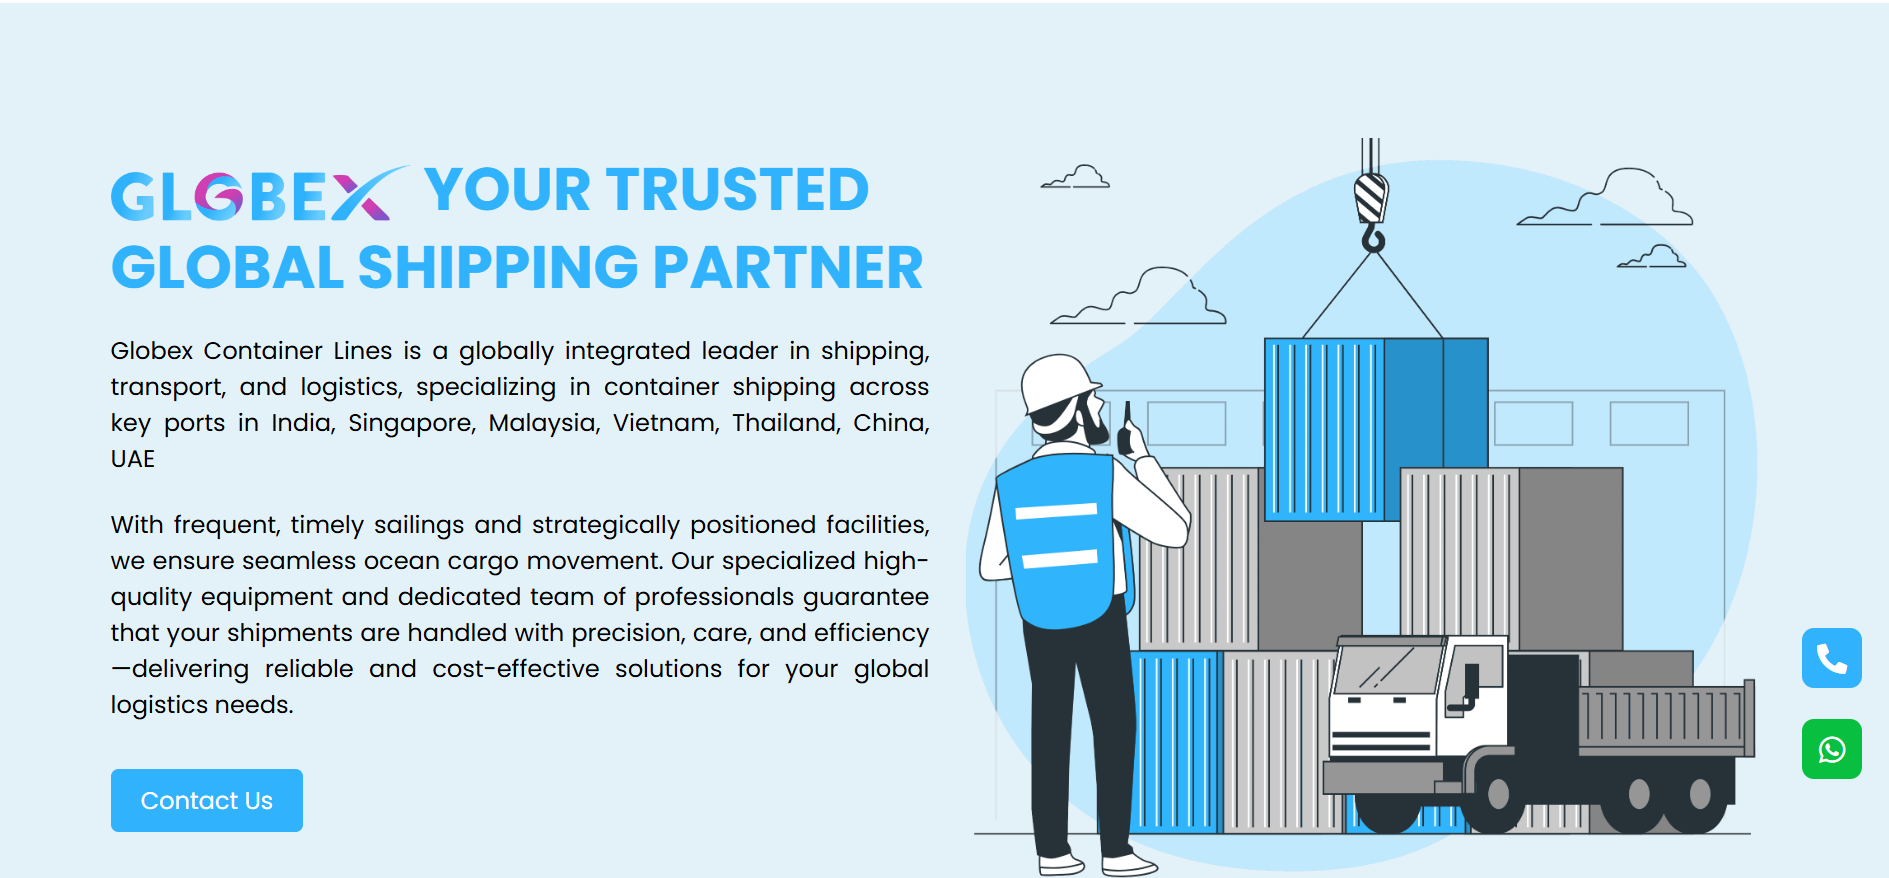 GLOBEX YOUR TRUSTED
GLOBAL SHIPPING PARTNER
Globex Container Lines is a globally integrated leader in shipping,
transport, and logistics, specializing in container shipping across
key ports in India, Singapore, Malaysia, Vietnam, Thailand, China,
UAE
With frequent, timely sailings and strategically positioned facilities,
we ensure seamless ocean cargo movement. Our specialized high-
quality equipment and dedicated team of professionals guarantee
that your shipments are handled with precision, care, and efficiency
—delivering reliable and cost-effective solutions for your global
logistics needs.
Contact Us